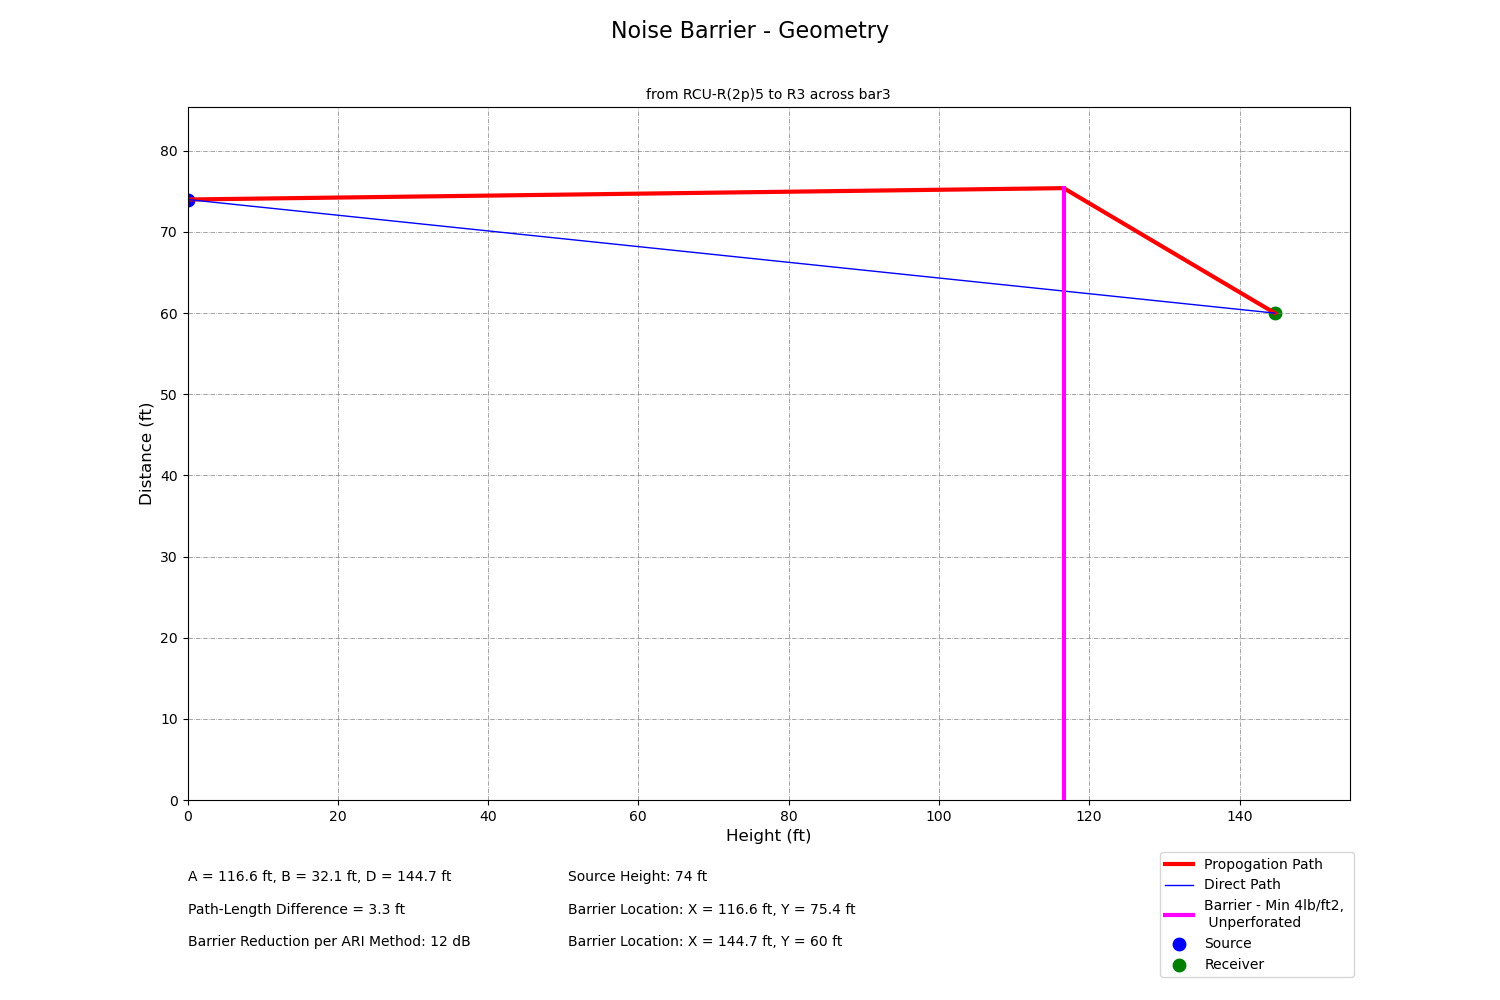 Noise Barrier - Geometry
from RCU-R(2p)5 to R3 across bar3
80
70
60
50
40
30
20
10
0
Distance (ft)
0 20 40 60 80 100 120 140
Height (ft)
A = 116.6 ft, B = 32.1 ft, D = 144.7 ft
Path-Length Difference = 3.3 ft
Barrier Reduction per ARI Method: 12 dB
Source Height: 74 ft
Barrier Location: X = 116.6 ft, Y = 75.4 ft
Barrier Location: X = 144.7 ft, Y = 60 ft
Propogation Path
Direct Path
Barrier - Min 4lb/ft2,
Unperforated
Source
Receiver